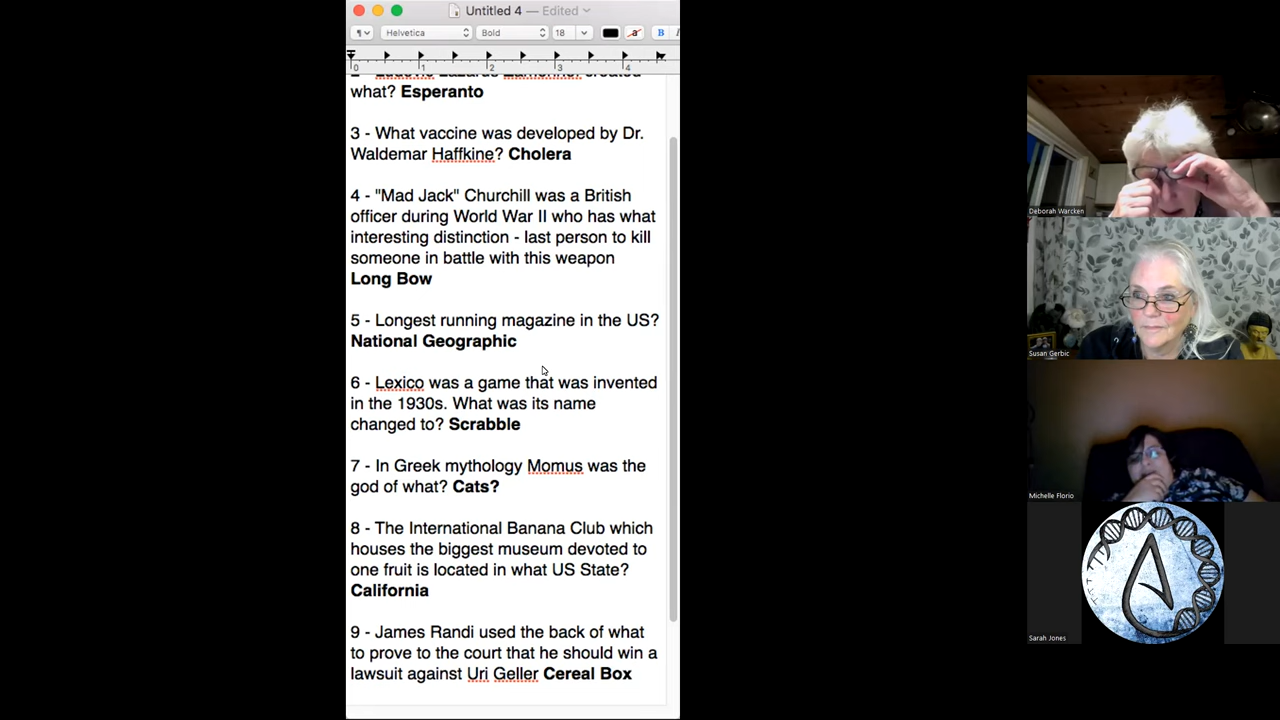 Untitled 4 — Edited
Helvetica
Bold
18
a
B
I
0
1
2
3
4
what? Esperanto
3 - What vaccine was developed by Dr.
Waldemar Haffkine? Cholera
4 - "Mad Jack" Churchill was a British
officer during World War II who has what
interesting distinction - last person to kill
someone in battle with this weapon
Long Bow
5 - Longest running magazine in the US?
National Geographic
6 - Lexico was a game that was invented
in the 1930s. What was its name
changed to? Scrabble
7 - In Greek mythology Momus was the
god of what? Cats?
8 - The International Banana Club which
houses the biggest museum devoted to
one fruit is located in what US State?
California
9 - James Randi used the back of what
to prove to the court that he should win a
lawsuit against Uri Geller Cereal Box
Deborah Warcken
Susan Gerbic
Michelle Florio
Sarah Jones